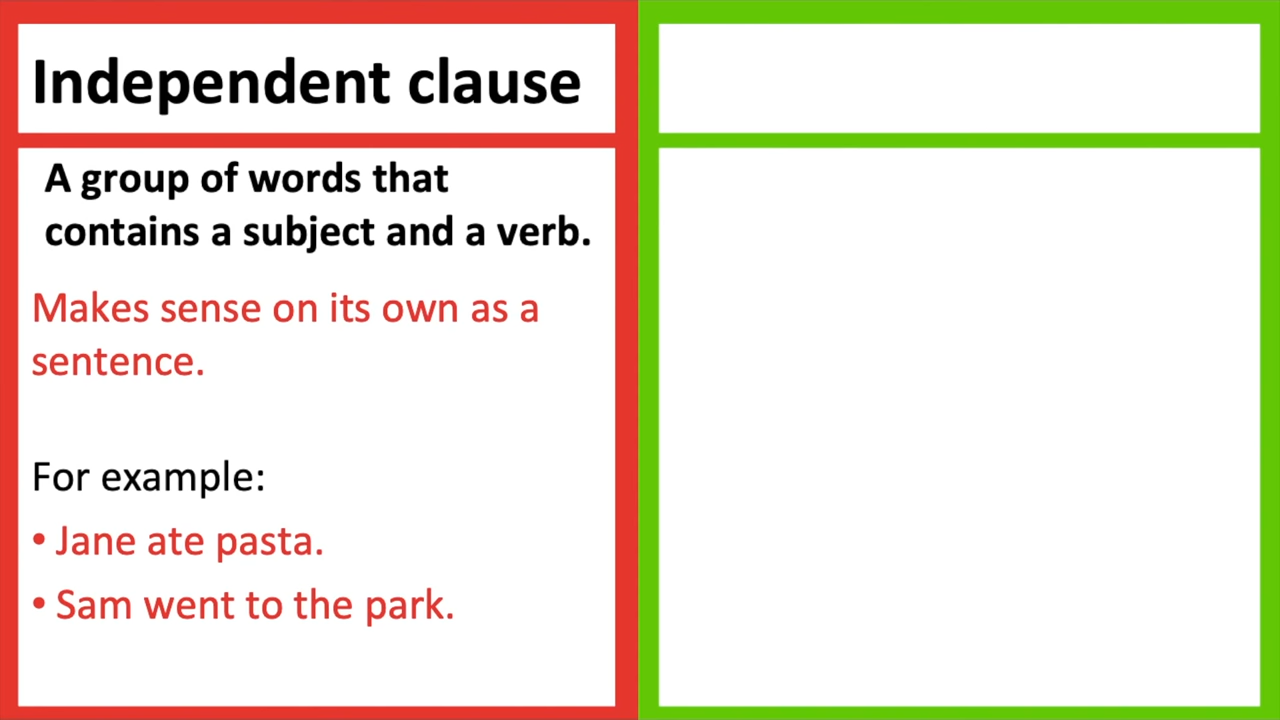 Independent clause
A group of words that
contains a subject and a verb.
Makes sense on its own as a
sentence.
For example:
• Jane ate pasta.
• Sam went to the park.